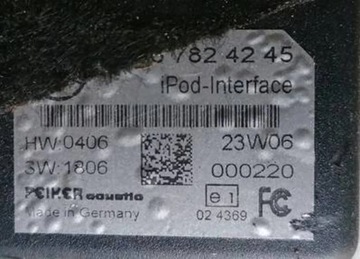 782 42 45
iPod-Interface
HW:0406 23W06
3W:1806 000220
PEIKER acustic e1 FC
Made in Germany 02 4369